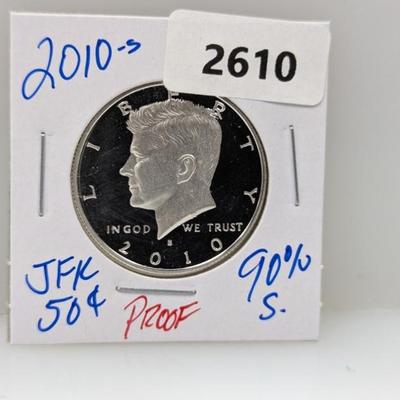 2010-s
2610
LIBERTY
IN GOD WE TRUST
S
2010
JFK
50¢
PROOF
90%
S.